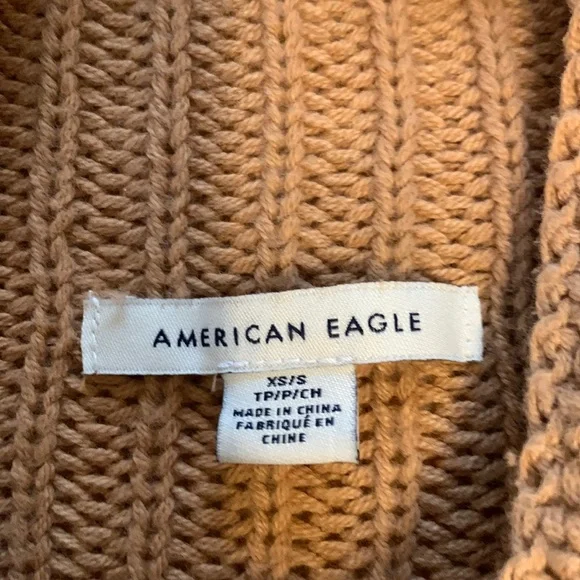 AMERICAN EAGLE
XS/S
TP/P/CH
MADE IN CHINA
FABRIQUÉ EN
CHINE